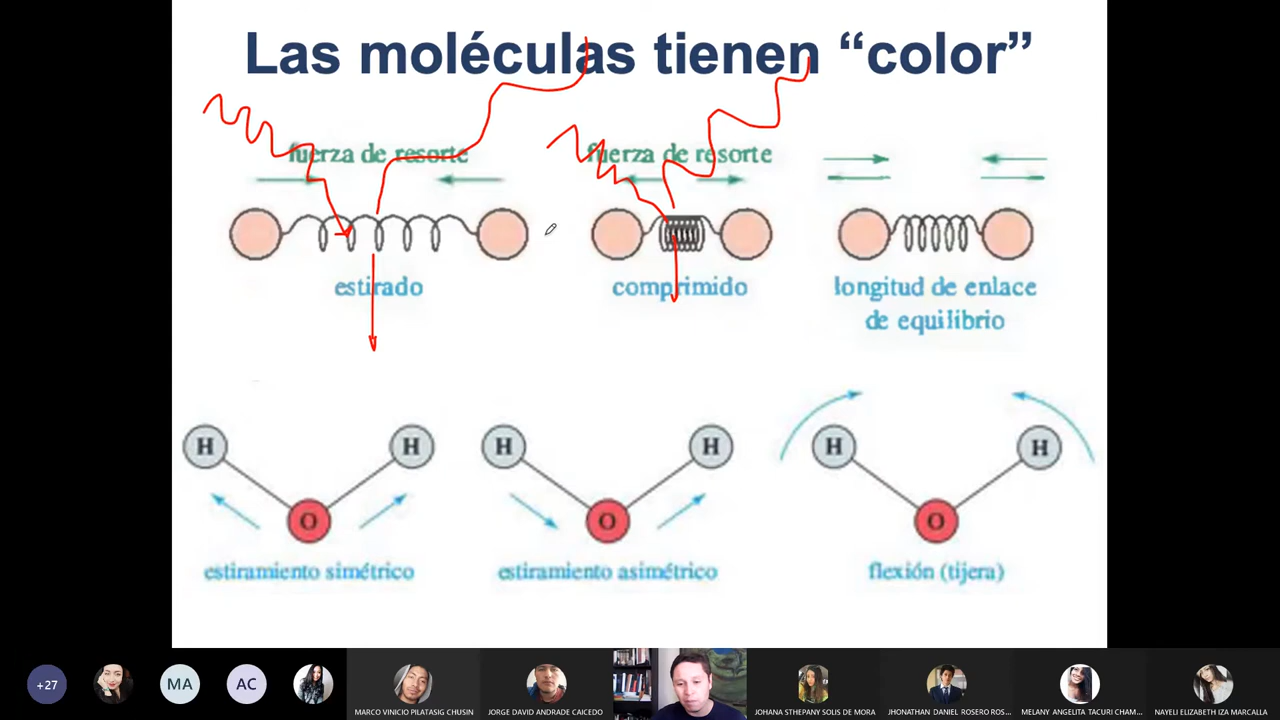 Las moléculas tienen “color”
fuerza de resorte
fuerza de resorte
estirado
comprimido
longitud de enlace
de equilibrio
H
H
H
H
H
H
O
O
O
estiramiento simétrico
estiramiento asimétrico
flexión (tijera)
+27
MA
AC
MARCO VINICIO PILATASIG CHUSIN
JORGE DAVID ANDRADE CAICEDO
JOHANA STHEPANY SOLIS DE MORA
JHONATHAN DANIEL ROSERO ROS...
MELANY ANGELITA TACURI CHAM...
NAYELI ELIZABETH IZA MARCALLA